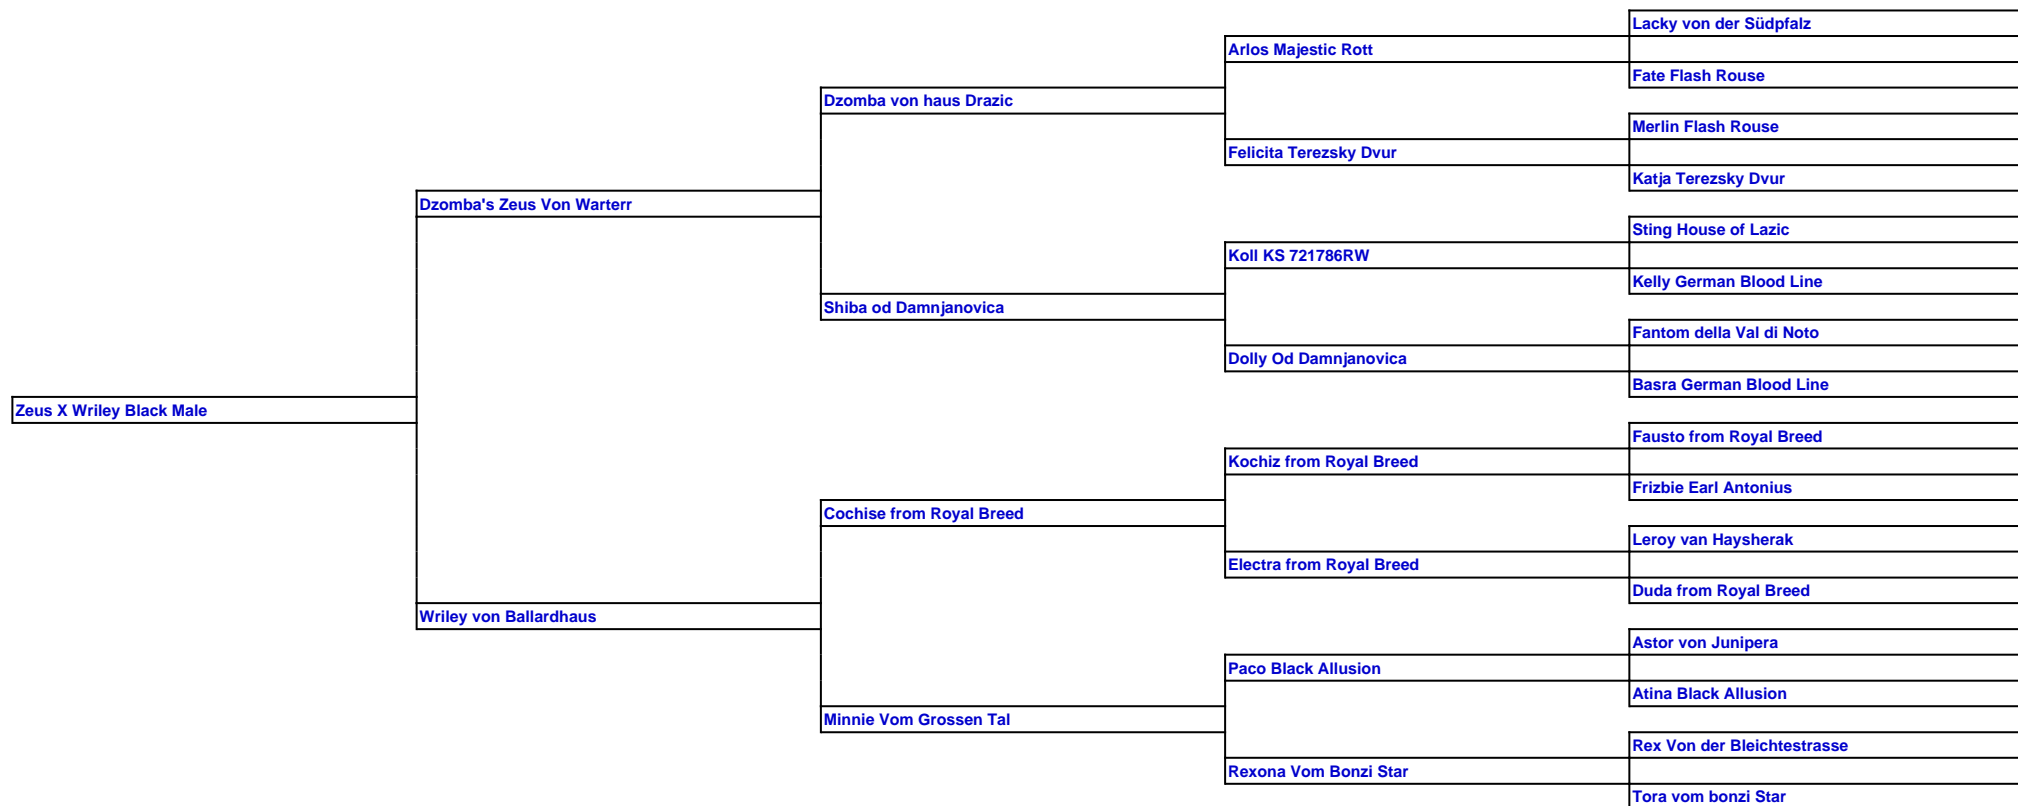 Lacky von der Südpfalz
Arlos Majestic Rott
Fate Flash Rouse
Dzomba von haus Drazic
Merlin Flash Rouse
Felicita Terezsky Dvur
Katja Terezsky Dvur
Dzomba's Zeus Von Warterr
Sting House of Lazic
Koll KS 721786RW
Kelly German Blood Line
Shiba od Damnjanovica
Fantom della Val di Noto
Dolly Od Damnjanovica
Basra German Blood Line
Zeus X Wriley Black Male
Fausto from Royal Breed
Kochiz from Royal Breed
Frizbie Earl Antonius
Cochise from Royal Breed
Leroy van Haysherak
Electra from Royal Breed
Duda from Royal Breed
Wriley von Ballardhaus
Astor von Junipera
Paco Black Allusion
Atina Black Allusion
Minnie Vom Grossen Tal
Rex Von der Bleichtestrasse
Rexona Vom Bonzi Star
Tora vom bonzi Star